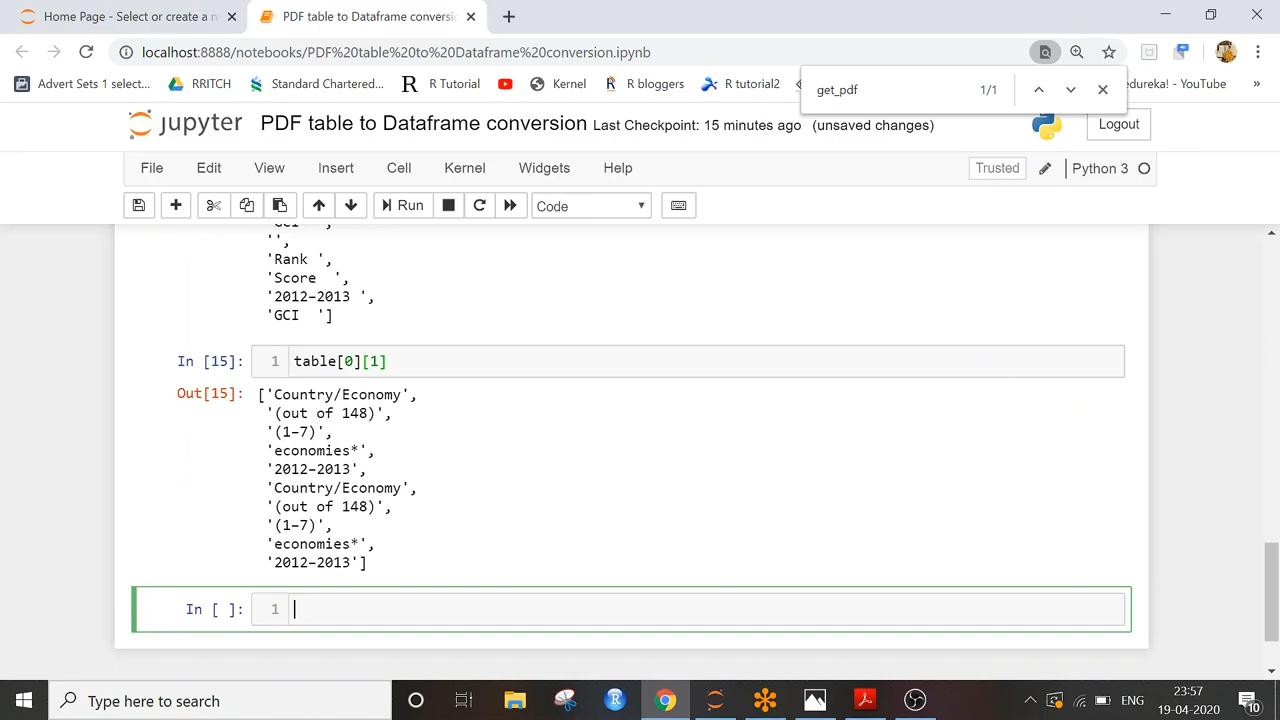 Home Page - Select or create a n
PDF table to Dataframe conversi
localhost:8888/notebooks/PDF%20table%20to%20Dataframe%20conversion.ipynb
Advert Sets 1 select...
RRITCH
Standard Chartered...
R Tutorial
Kernel
R bloggers
R tutorial2
edureka! - YouTube
get_pdf
1/1
jupyter
PDF table to Dataframe conversion
Last Checkpoint: 15 minutes ago (unsaved changes)
Logout
File Edit View Insert Cell Kernel Widgets Help
Trusted
Python 3
Run
Code
'GCI ',
'',
'Rank ',
'Score  ',
'2012–2013 ',
'GCI  ']
In [15]: 1 table[0][1]
Out[15]: ['Country/Economy',
'(out of 148)',
'(1–7)',
'economies*',
'2012–2013',
'Country/Economy',
'(out of 148)',
'(1–7)',
'economies*',
'2012–2013']
In [ ]: 1
Type here to search
ENG
23:57
19-04-2020
10